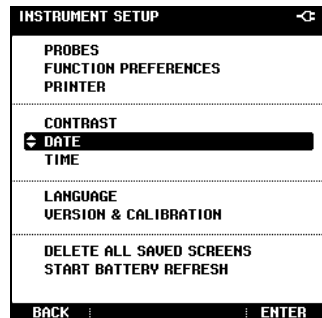 INSTRUMENT SETUP
PROBES
FUNCTION PREFERENCES
PRINTER
CONTRAST
DATE
TIME
LANGUAGE
VERSION & CALIBRATION
DELETE ALL SAVED SCREENS
START BATTERY REFRESH
BACK ENTER